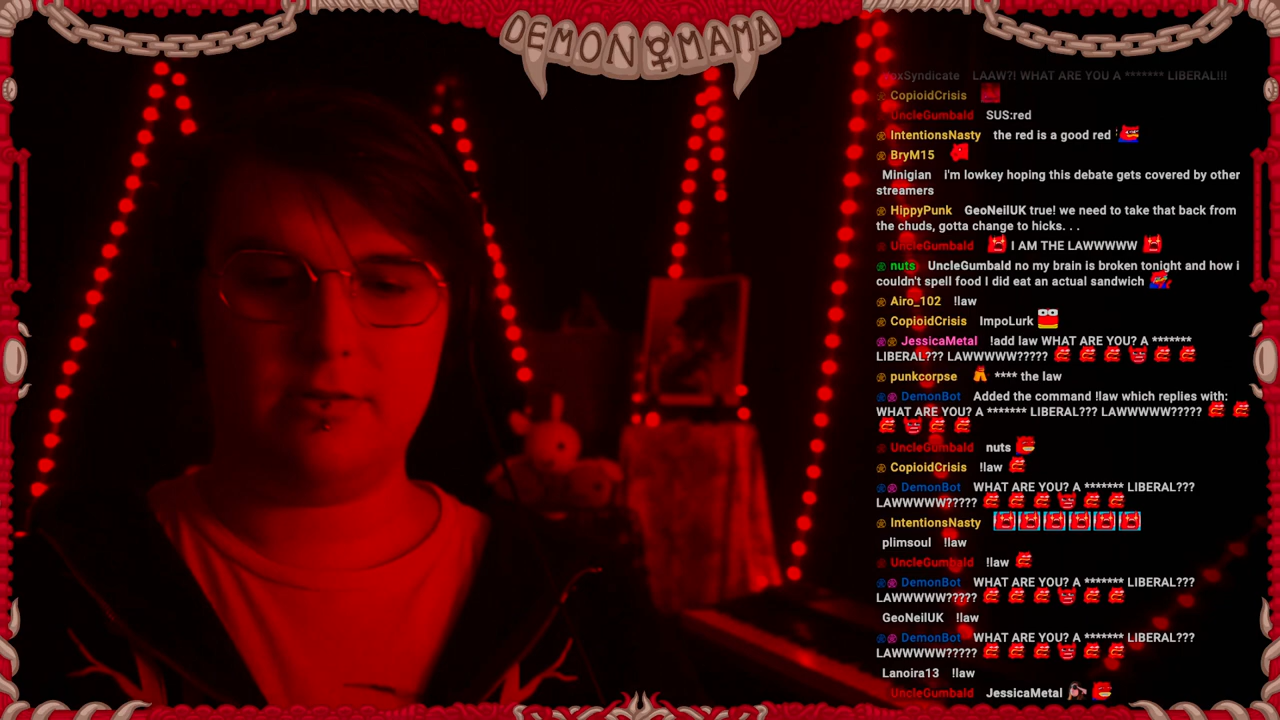 DEMON MAMA
LAAW?! WHAT ARE YOU A ******* LIBERAL!!!
CopioidCrisis
UncleGumbald SUS:red
IntentionsNasty the red is a good red
BryM15
Minigian i'm lowkey hoping this debate gets covered by other
streamers
HippyPunk GeoNeilUK true! we need to take that back from
the chuds, gotta change to hicks. . .
UncleGumbald I AM THE LAWWWWW
nuts UncleGumbald no my brain is broken tonight and how i
couldn't spell food I did eat an actual sandwich
Airo_102 !law
CopioidCrisis ImpoLurk
JessicaMetal !add law WHAT ARE YOU? A *******
LIBERAL??? LAWWWWW?????
punkcorpse **** the law
DemonBot Added the command !law which replies with:
WHAT ARE YOU? A ******* LIBERAL??? LAWWWWW?????
UncleGumbald nuts
CopioidCrisis !law
DemonBot WHAT ARE YOU? A ******* LIBERAL???
LAWWWWW?????
IntentionsNasty
plimsoul !law
UncleGumbald !law
DemonBot WHAT ARE YOU? A ******* LIBERAL???
LAWWWWW?????
GeoNeilUK !law
DemonBot WHAT ARE YOU? A ******* LIBERAL???
LAWWWWW?????
Lanoira13 !law
UncleGumbald JessicaMetal